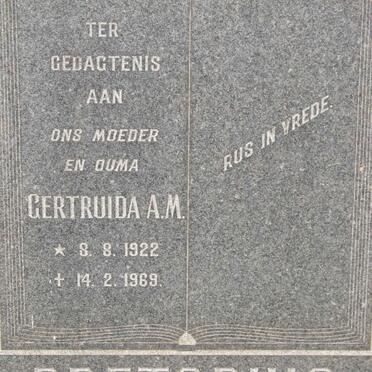 TER
GEDAGTENIS
AAN
ONS MOEDER
EN OUMA
GERTRUIDA A.M.
★ 8. 8. 1922
✝ 14. 2. 1969.
RUS IN VREDE.